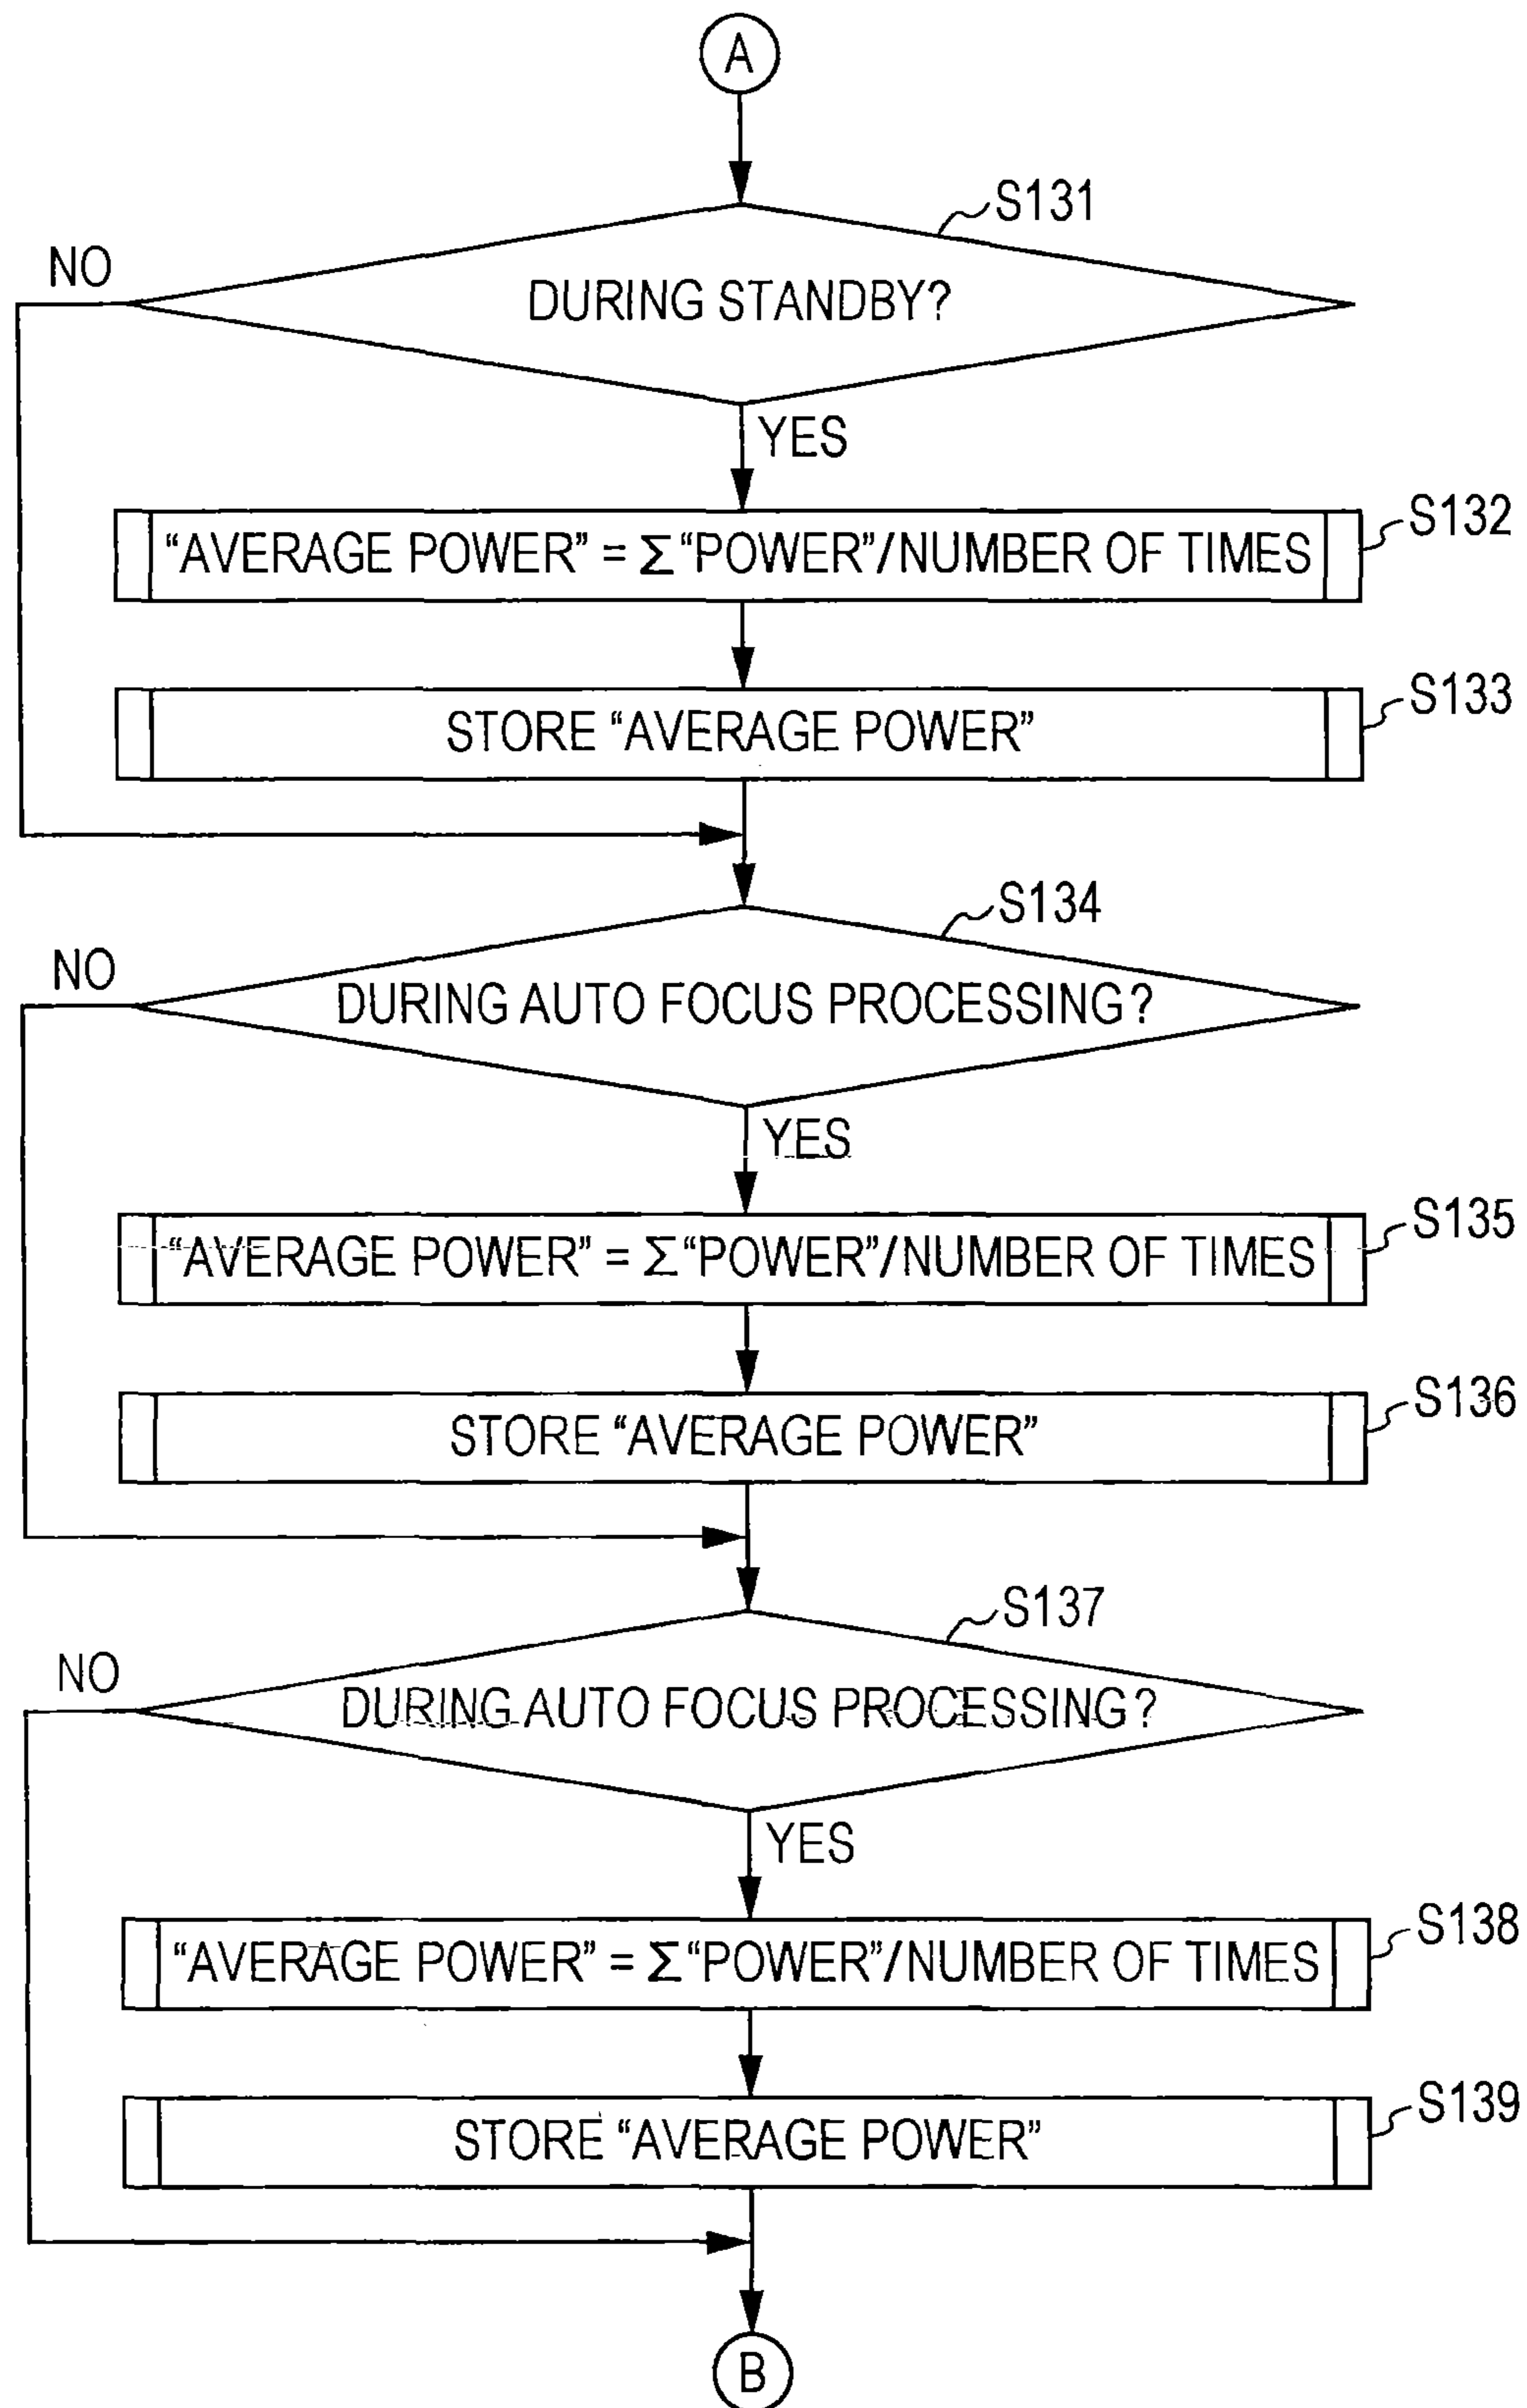 A
S131
NO
DURING STANDBY?
YES
S132
“AVERAGE POWER” = Σ “POWER”/NUMBER OF TIMES
S133
STORE “AVERAGE POWER”
S134
NO
DURING AUTO FOCUS PROCESSING?
YES
S135
“AVERAGE POWER” = Σ “POWER”/NUMBER OF TIMES
S136
STORE “AVERAGE POWER”
S137
NO
DURING AUTO FOCUS PROCESSING?
YES
S138
“AVERAGE POWER” = Σ “POWER”/NUMBER OF TIMES
S139
STORE “AVERAGE POWER”
B